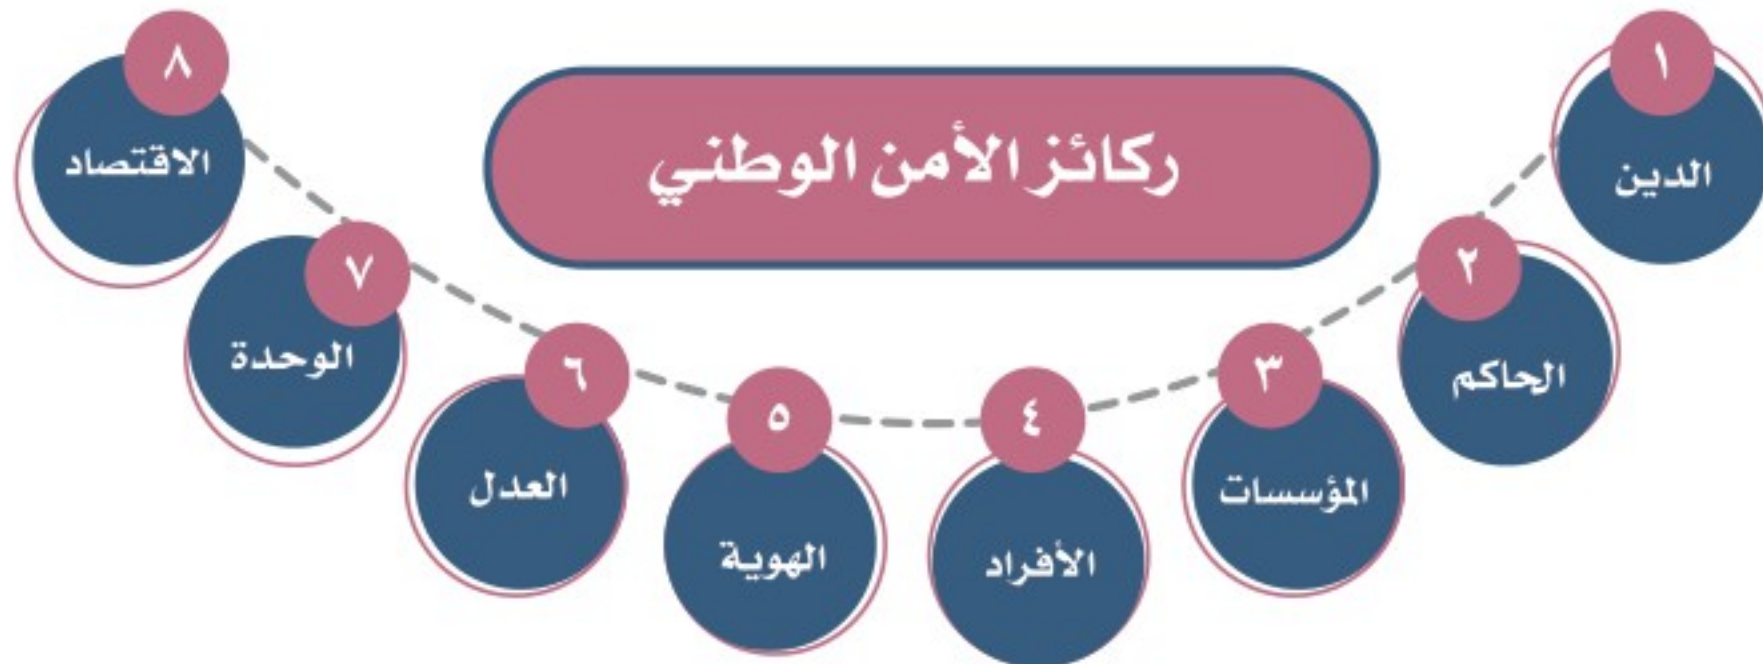 ركائز الأمن الوطني
١
الدين
٢
الحاكم
٣
المؤسسات
٤
الأفراد
٥
الهوية
٦
العدل
٧
الوحدة
٨
الاقتصاد